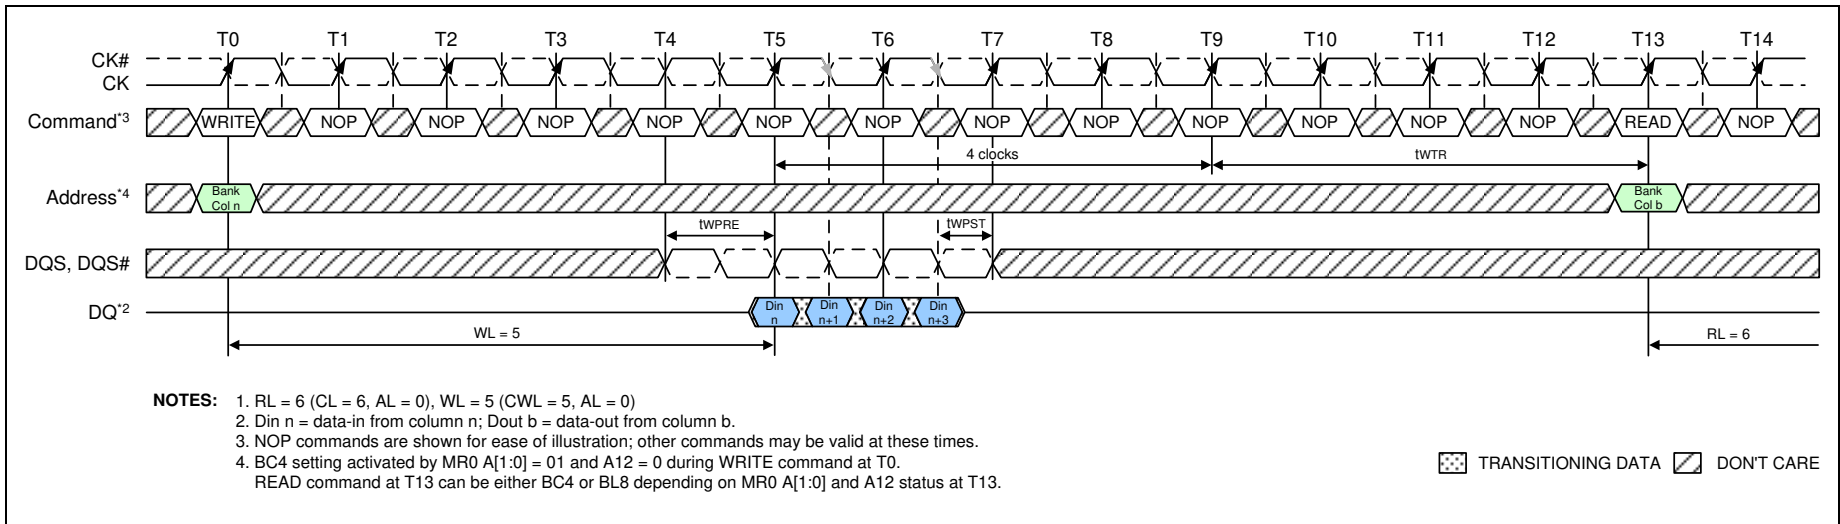 T0 T1 T2 T3 T4 T5 T6 T7 T8 T9 T10 T11 T12 T13 T14
CK#
CK
Command*3 WRITE NOP NOP NOP NOP NOP NOP NOP NOP NOP NOP NOP NOP READ NOP
4 clocks tWTR
Address*4 Bank Col n Bank Col b
tWPRE tWPST
DQS, DQS#
DQ*2 Din n Din n+1 Din n+2 Din n+3
WL = 5 RL = 6
NOTES: 1. RL = 6 (CL = 6, AL = 0), WL = 5 (CWL = 5, AL = 0)
2. Din n = data-in from column n; Dout b = data-out from column b.
3. NOP commands are shown for ease of illustration; other commands may be valid at these times.
4. BC4 setting activated by MR0 A[1:0] = 01 and A12 = 0 during WRITE command at T0.
READ command at T13 can be either BC4 or BL8 depending on MR0 A[1:0] and A12 status at T13.
TRANSITIONING DATA DON'T CARE